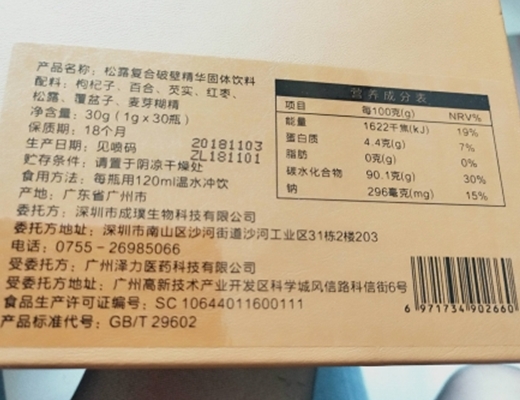 产品名称：松露复合破壁精华固体饮料
配料：枸杞子、百合、芡实、红枣、
松露、覆盆子、麦芽糊精
净含量：30g（1g×30瓶）
保质期：18个月
生产日期：见喷码
20181103
ZL181101
贮存条件：请置于阴凉干燥处
食用方法：每瓶用120ml温水冲饮
产地：广东省广州市
委托方：深圳市成璞生物科技有限公司
委托方地址：深圳市南山区沙河街道沙河工业区31栋2楼203
电话：0755-26985066
受委托方：广州泽力医药科技有限公司
受委托方地址：广州高新技术产业开发区科学城风信路科信街6号
食品生产许可证编号：SC 10644011600111
产品标准代号：GB/T 29602
营养成分表
项目 每100克(g) NRV%
能量 1622千焦(kJ) 19%
蛋白质 4.4克(g) 7%
脂肪 0克(g) 0%
碳水化合物 90.1克(g) 30%
钠 296毫克(mg) 15%
6 971734 902660